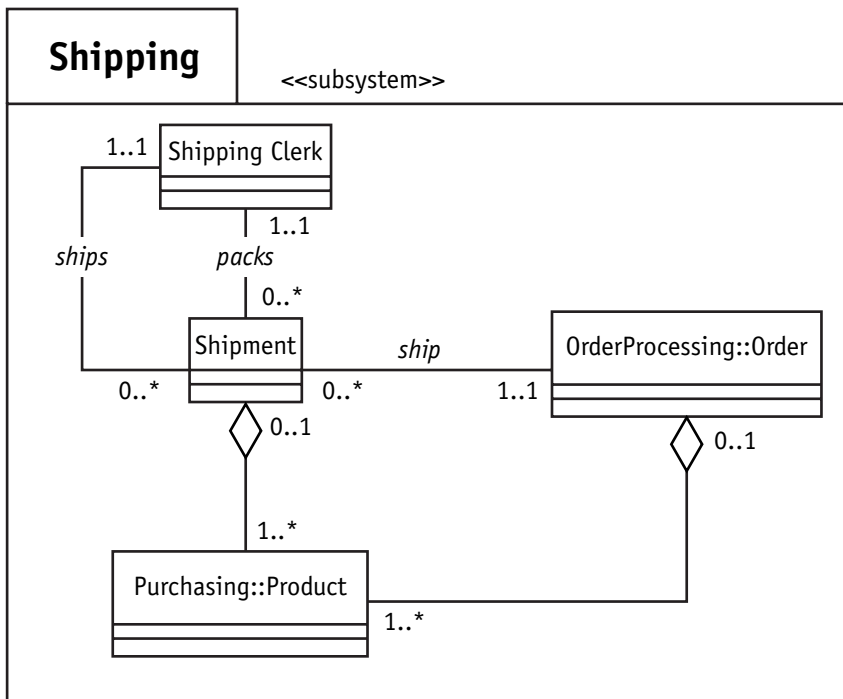 Shipping
<<subsystem>>
1..1
Shipping Clerk
1..1
ships
packs
0..*
Shipment
ship
OrderProcessing::Order
0..*
0..*
1..1
0..1
0..1
1..*
Purchasing::Product
1..*